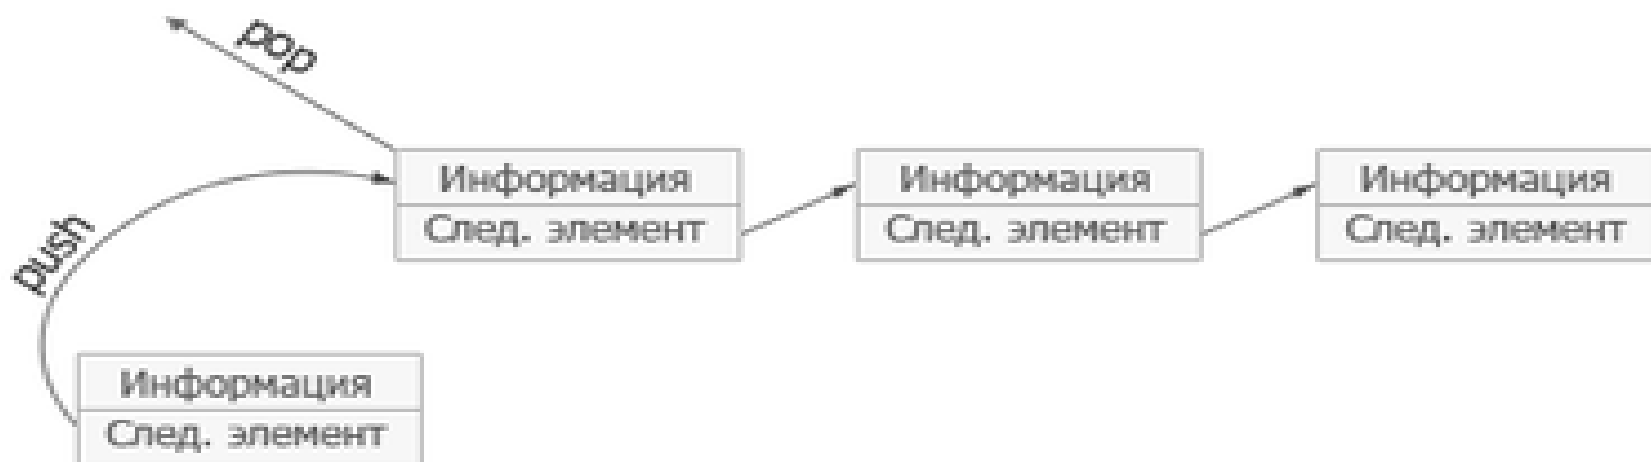 pop
Информация
След. элемент
Информация
След. элемент
Информация
След. элемент
push
Информация
След. элемент